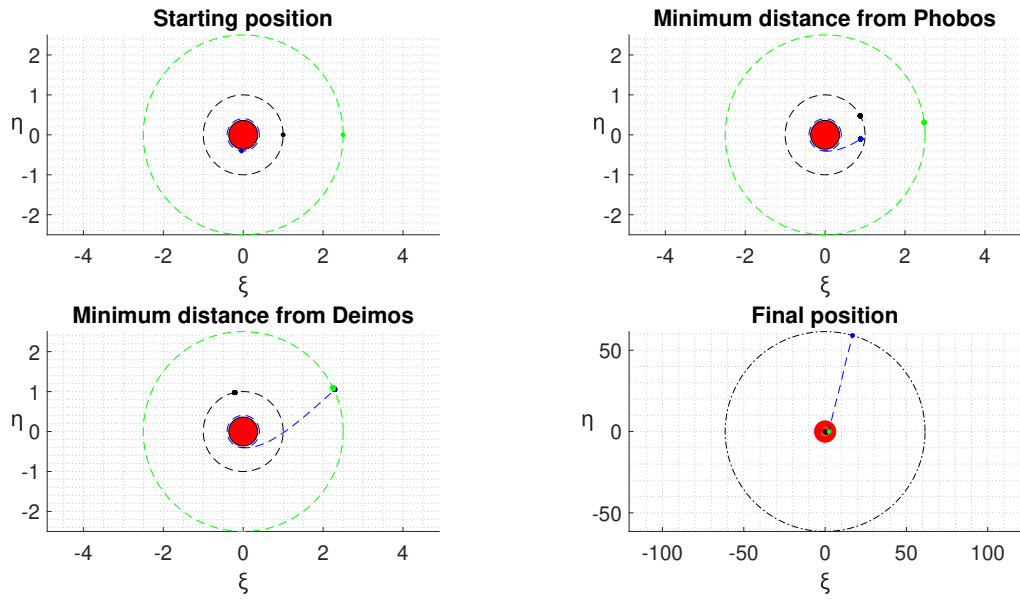 Starting position
2
1
η 0
-1
-2
-4 -2 0 2 4
ξ
Minimum distance from Phobos
2
1
η 0
-1
-2
-4 -2 0 2 4
ξ
Minimum distance from Deimos
2
1
η 0
-1
-2
-4 -2 0 2 4
ξ
Final position
50
η 0
-50
-100 -50 0 50 100
ξ